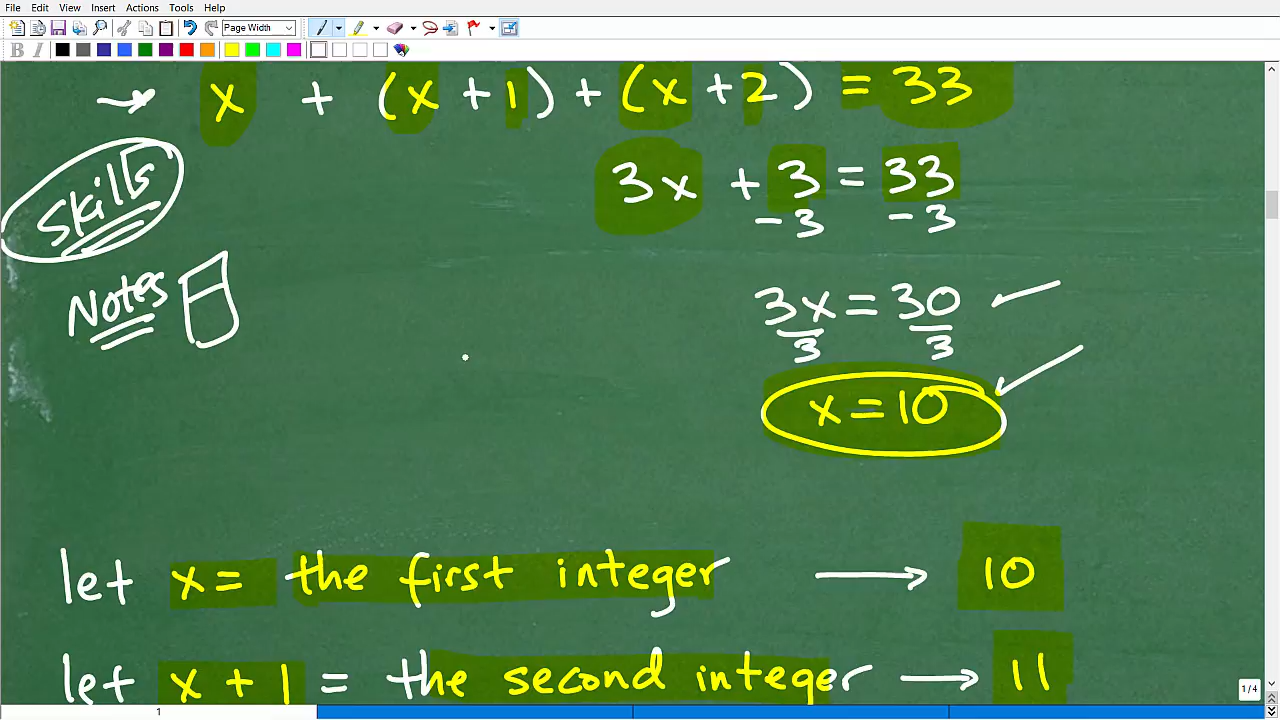 File Edit View Insert Actions Tools Help
Page Width
B I
→ x + (x + 1) + (x + 2) = 33
Skills
3x + 3 = 33
- 3 - 3
Notes
3x = 30
3 3
x = 10
let x = the first integer → 10
let x + 1 = the second integer → 11
1/4
1